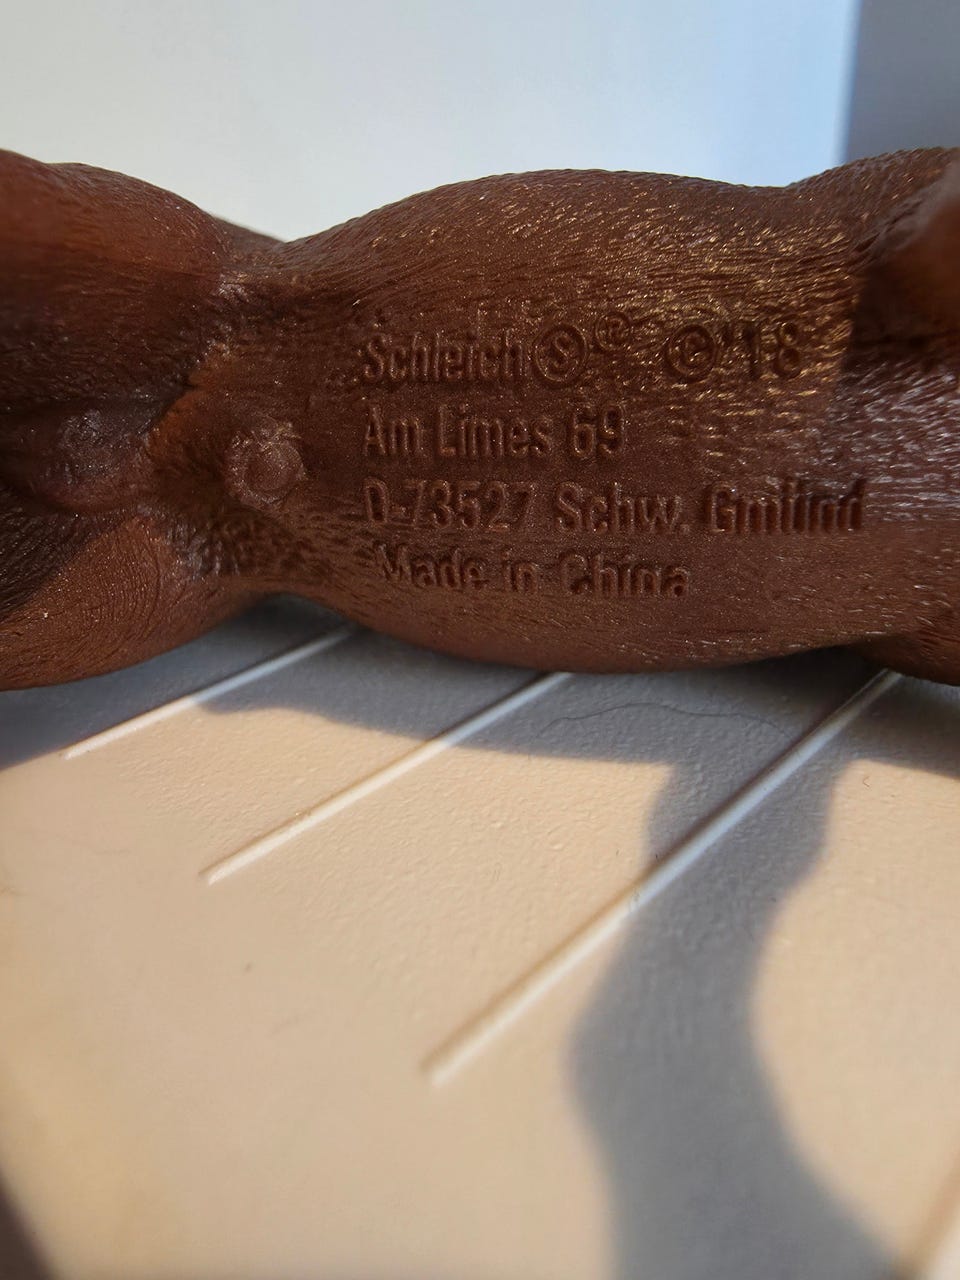 Schleich Ⓢ® ©'18
Am Limes 69
D-73527 Schw. Gmünd
Made in China